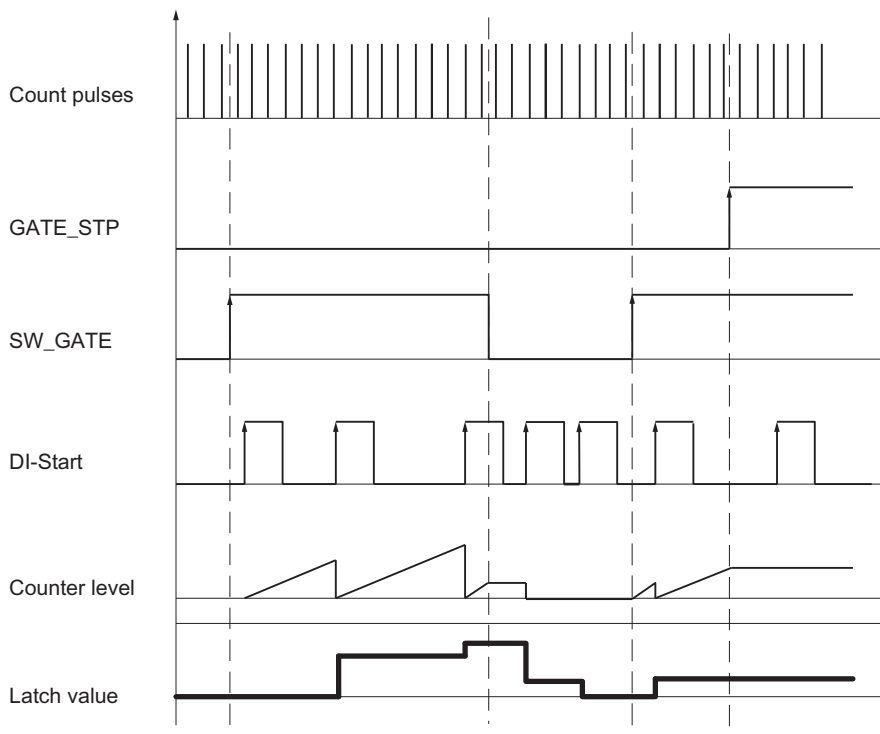 Count pulses
GATE_STP
SW_GATE
DI-Start
Counter level
Latch value